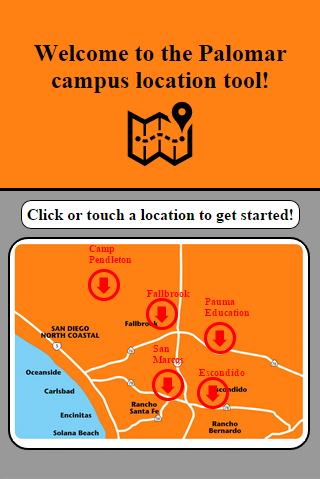 Welcome to the Palomar
campus location tool!
Click or touch a location to get started!
Camp
Pendleton
Fallbrook
Fallbrook
Pauma
Education
SAN DIEGO
NORTH COASTAL
5
San
Marcos
Oceanside
Escondido
Escondido
Carlsbad
Rancho
Santa Fe
Encinitas
Rancho
Bernardo
Solana Beach